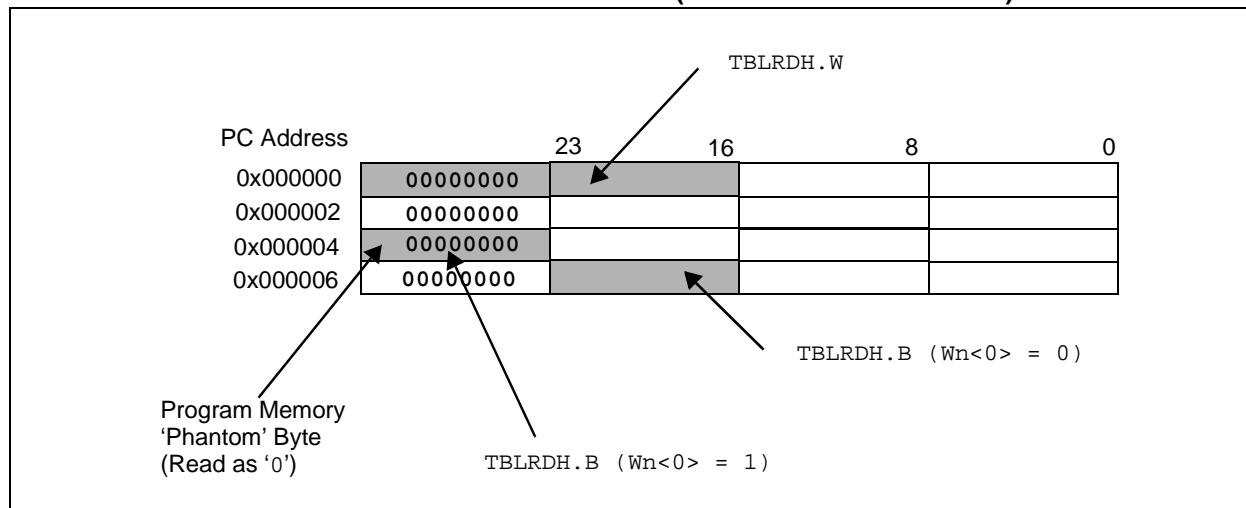 TBLRDH.W
PC Address
23 16 8 0
0x000000 00000000
0x000002 00000000
0x000004 00000000
0x000006 00000000
TBLRDH.B (Wn<0> = 0)
Program Memory
‘Phantom’ Byte
(Read as ‘0’)
TBLRDH.B (Wn<0> = 1)